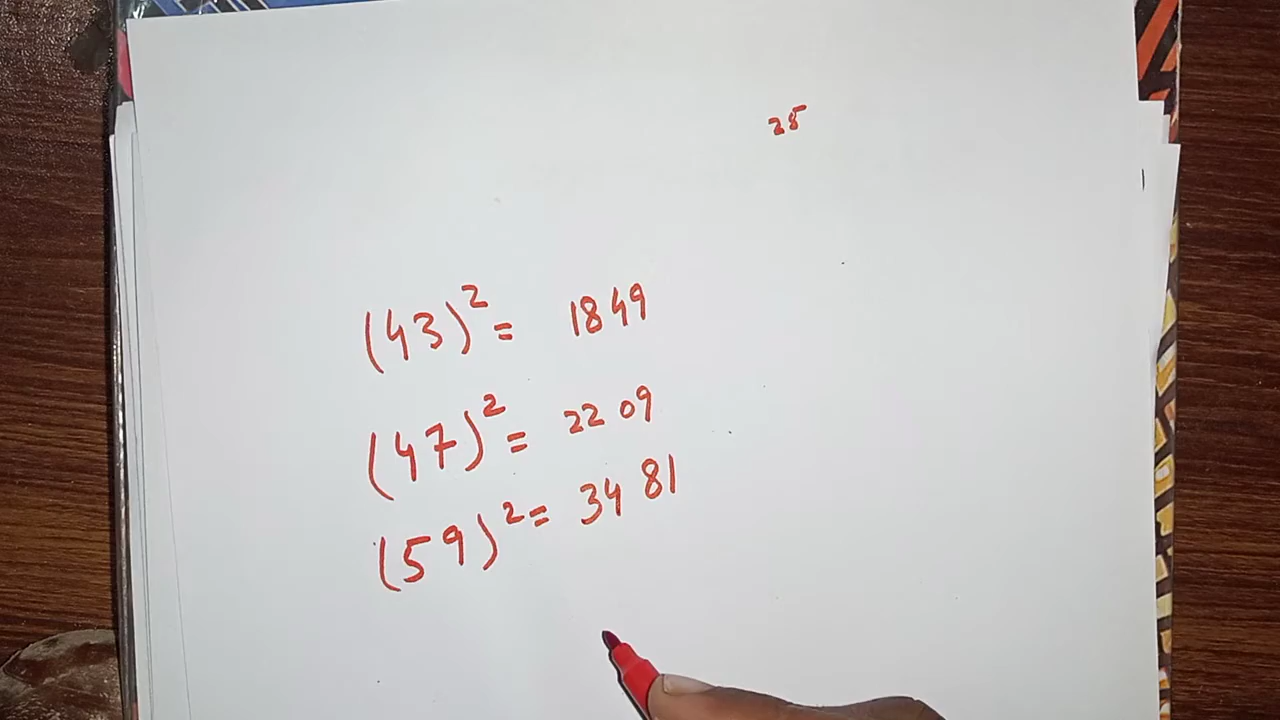 25
(43)² = 1849
(47)² = 2209
(59)² = 3481